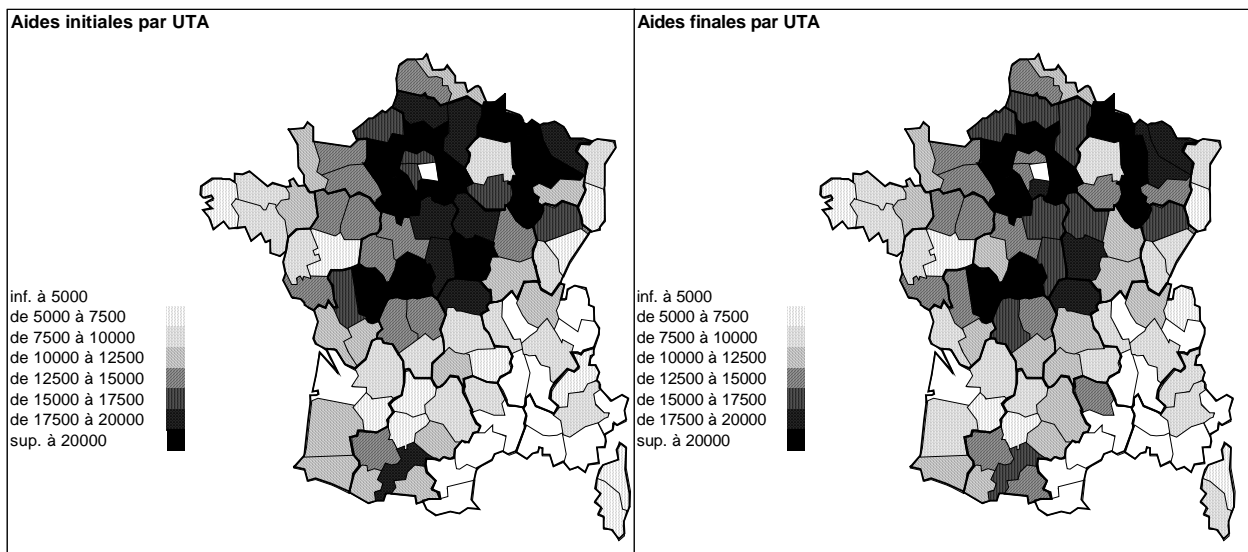 Aides initiales par UTA
inf. à 5000
de 5000 à 7500
de 7500 à 10000
de 10000 à 12500
de 12500 à 15000
de 15000 à 17500
de 17500 à 20000
sup. à 20000
Aides finales par UTA
inf. à 5000
de 5000 à 7500
de 7500 à 10000
de 10000 à 12500
de 12500 à 15000
de 15000 à 17500
de 17500 à 20000
sup. à 20000